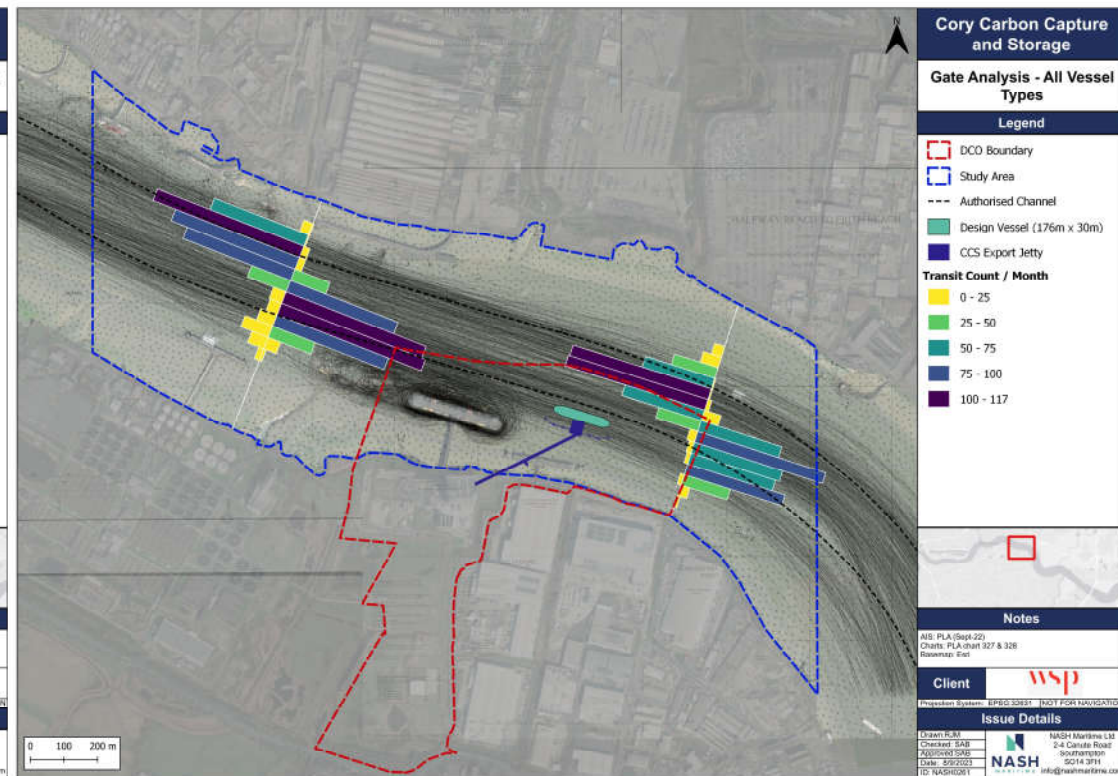 N
Cory Carbon Capture
and Storage
Gate Analysis - All Vessel
Types
Legend
DCO Boundary
Study Area
Authorised Channel
Design Vessel (176m x 30m)
CCS Export Jetty
Transit Count / Month
0 - 25
25 - 50
50 - 75
75 - 100
100 - 117
Notes
AIS: PLA (Sept-22)
Charts: PLA chart 327 & 328
Basemap: Esri
Client
wsp
Projection System: EPSG:32631
NOT FOR NAVIGATIO
Issue Details
Drawn:RJM
Checked: SAB
Approved:SAB
Date: 8/9/2023
ID: NASH0261
NASH
MARITIME
NASH Maritime Ltd
2-4 Canute Road
Southampton
SO14 3FH
info@nashmaritime.co
0 100 200 m